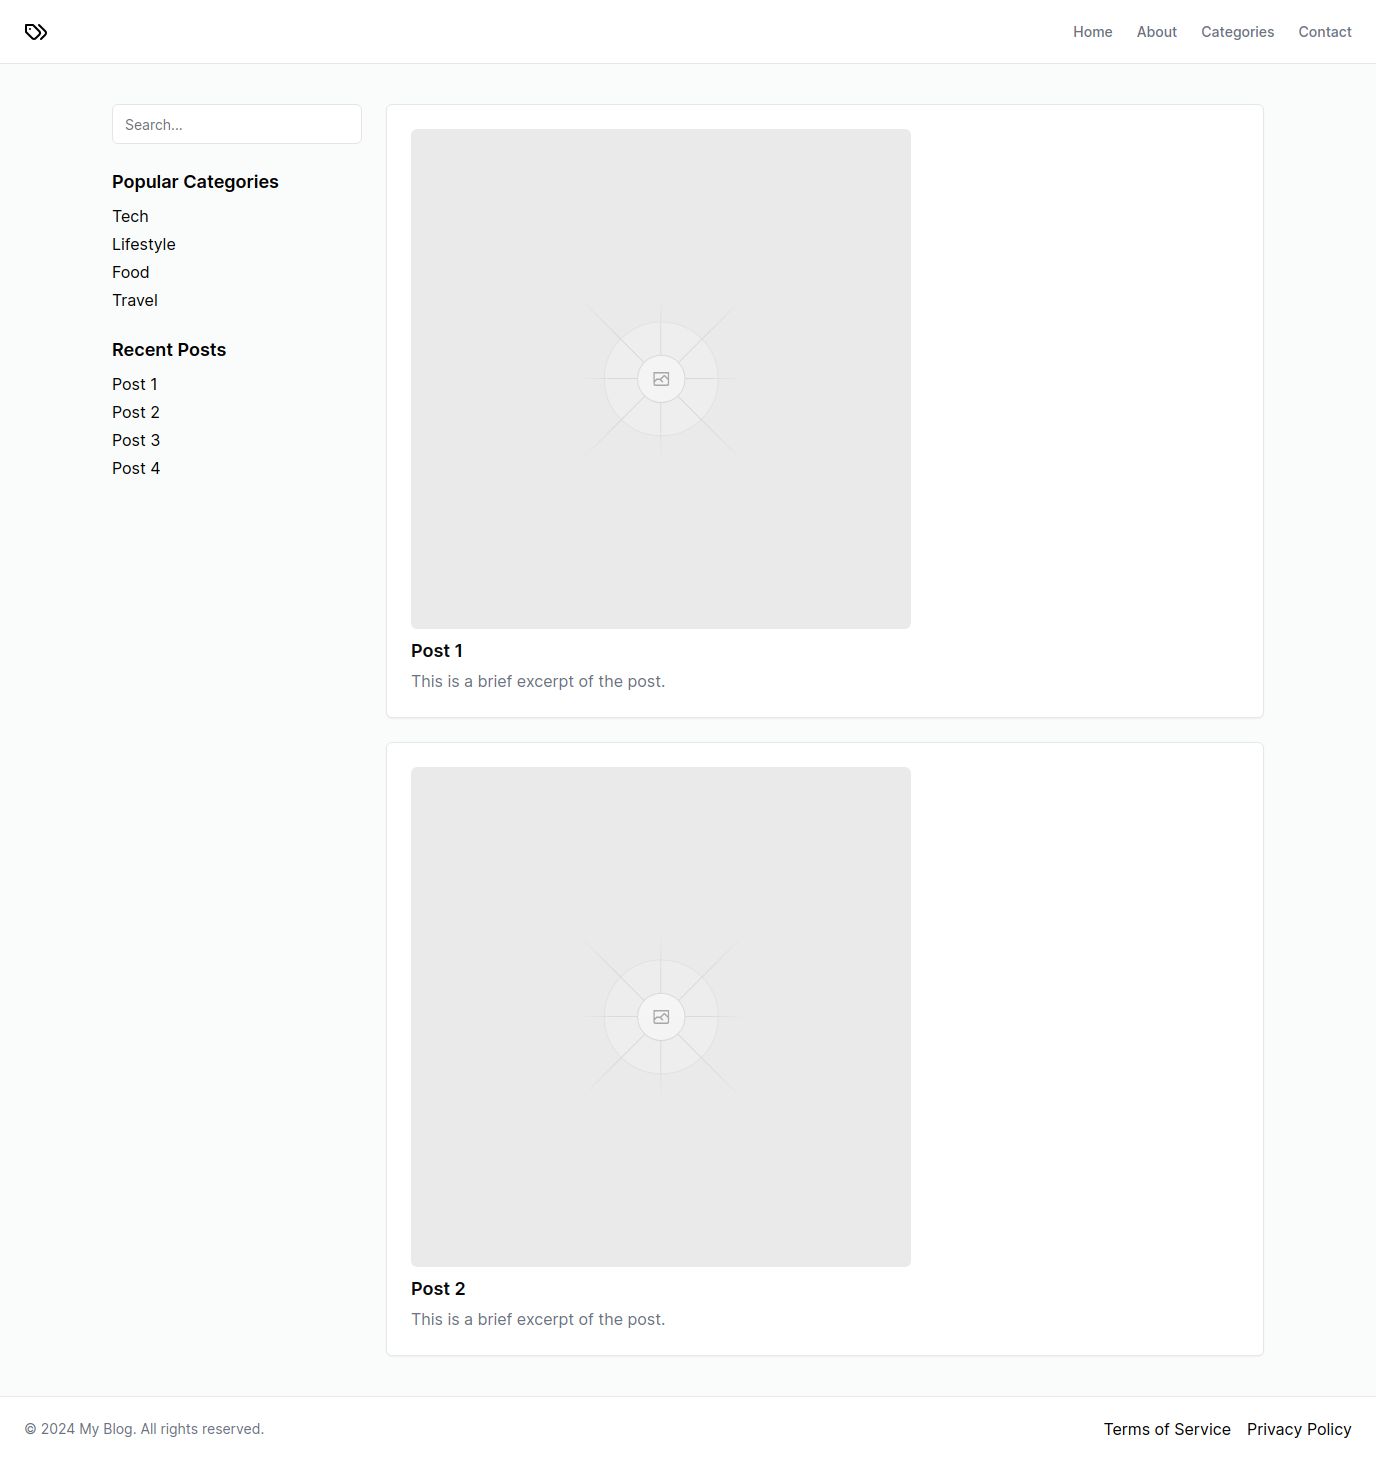 Home About Categories Contact
Search...
Popular Categories
Tech
Lifestyle
Food
Travel
Recent Posts
Post 1
Post 2
Post 3
Post 4
Post 1
This is a brief excerpt of the post.
Post 2
This is a brief excerpt of the post.
© 2024 My Blog. All rights reserved.
Terms of Service Privacy Policy